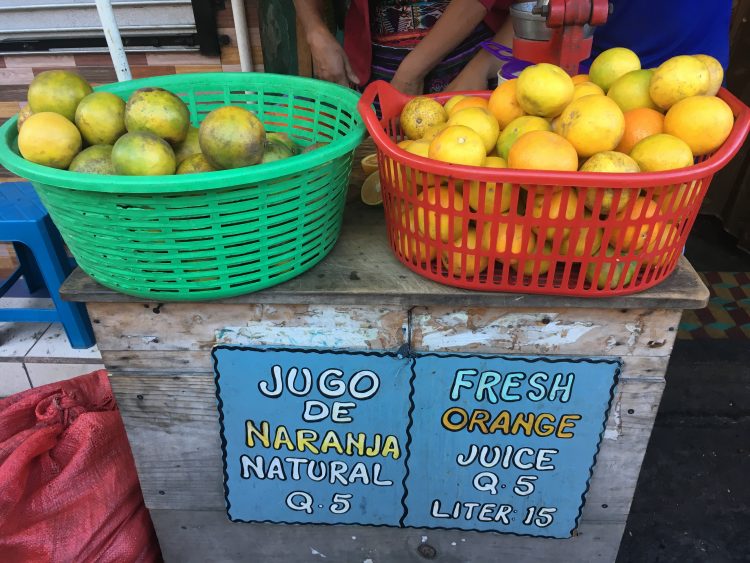 JUGO
DE
NARANJA
NATURAL
Q.5
FRESH
ORANGE
JUICE
Q.5
LITER 15